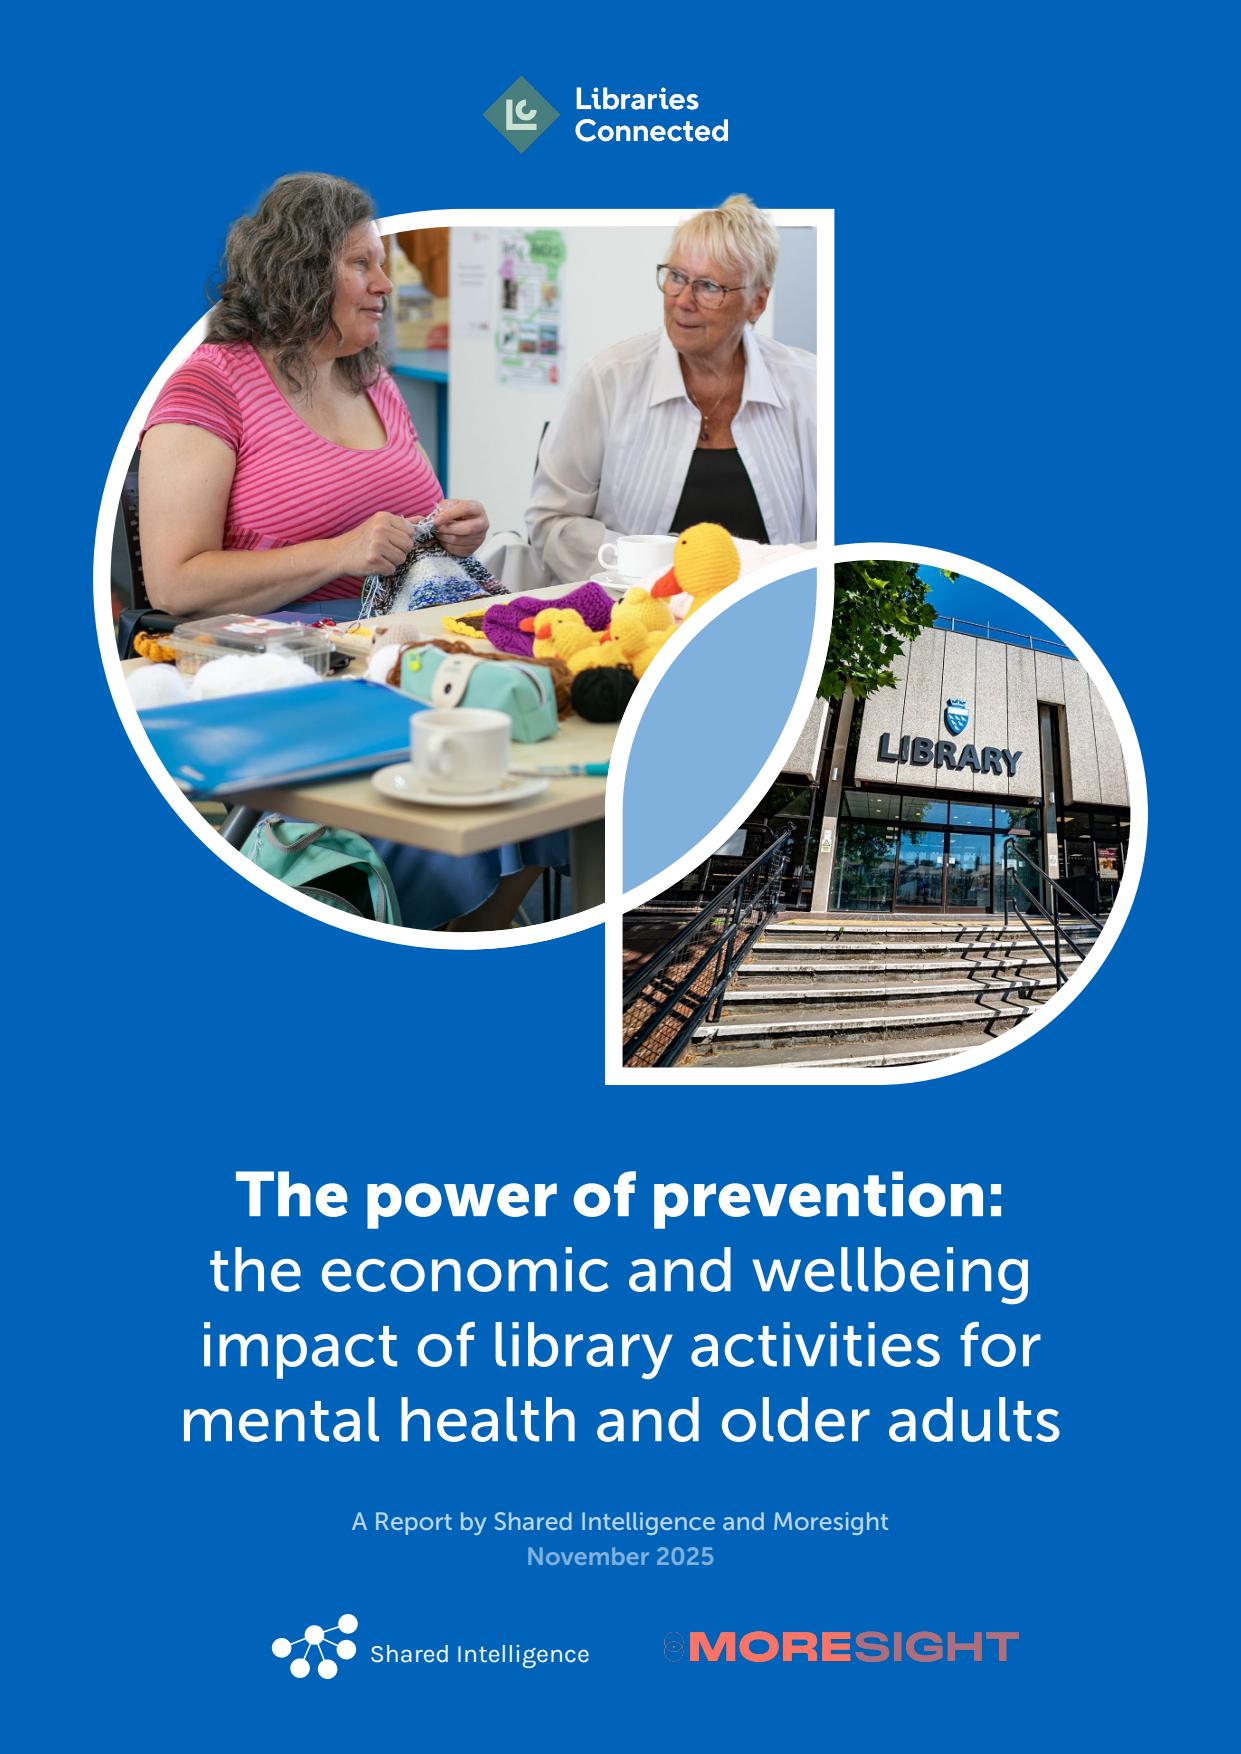 Libraries
Connected
LIBRARY
The power of prevention:
the economic and wellbeing
impact of library activities for
mental health and older adults
A Report by Shared Intelligence and Moresight
November 2025
Shared Intelligence
MORESIGHT